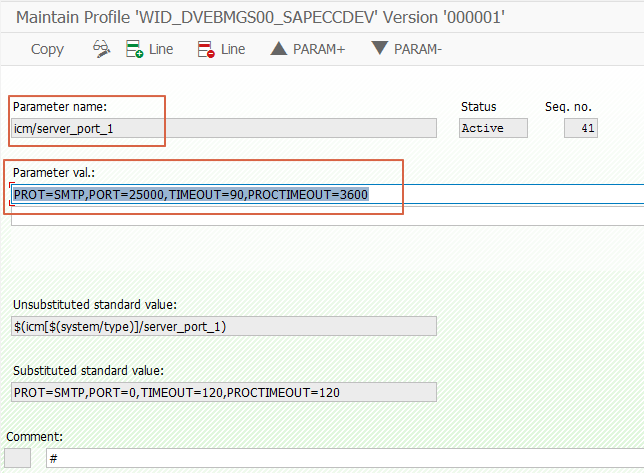 Maintain Profile 'WID_DVEBMGS00_SAPECCDEV' Version '000001'
Copy Line Line PARAM+ PARAM-
Parameter name: Status Seq. no.
icm/server_port_1 Active 41
Parameter val.:
PROT=SMTP,PORT=25000,TIMEOUT=90,PROCTIMEOUT=3600
Unsubstituted standard value:
$(icm[$(system/type)]/server_port_1)
Substituted standard value:
PROT=SMTP,PORT=0,TIMEOUT=120,PROCTIMEOUT=120
Comment:
#